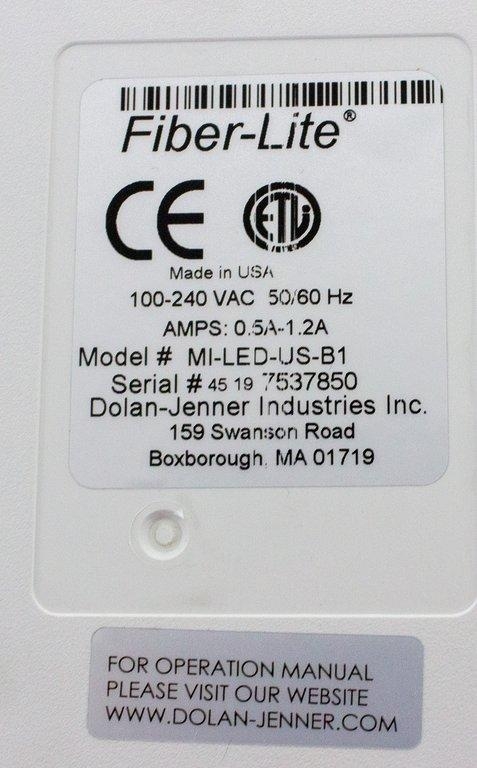 Fiber-Lite®
CE ETL
Made in USA
100-240 VAC 50/60 Hz
AMPS: 0.5A-1.2A
Model # MI-LED-US-B1
Serial # 45 19 7537850
Dolan-Jenner Industries Inc.
159 Swanson Road
Boxborough, MA 01719
FOR OPERATION MANUAL
PLEASE VISIT OUR WEBSITE
WWW.DOLAN-JENNER.COM